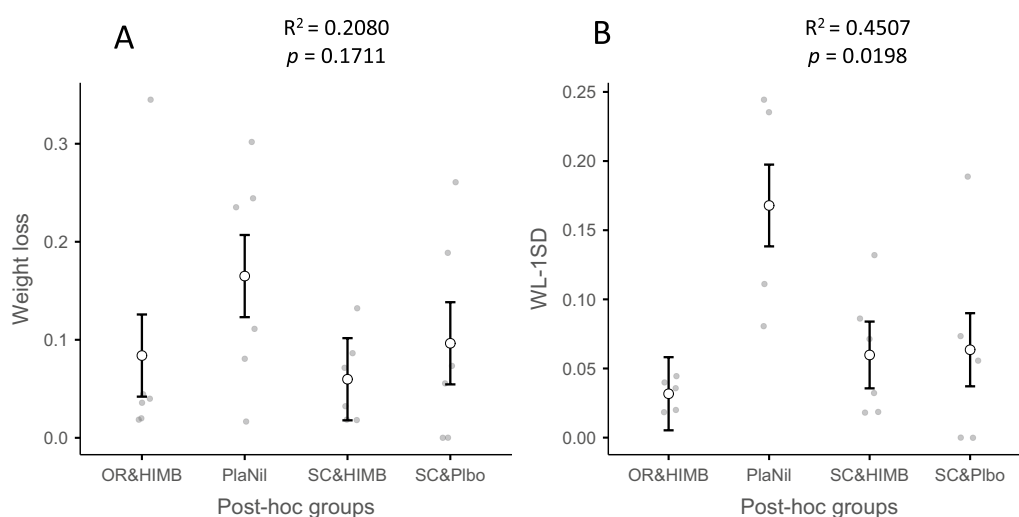 A
R² = 0.2080
p = 0.1711
Weight loss
0.3
0.2
0.1
0.0
OR&HIMB PlaNil SC&HIMB SC&Plbo
Post-hoc groups
B
R² = 0.4507
p = 0.0198
WL-1SD
0.25
0.20
0.15
0.10
0.05
0.00
OR&HIMB PlaNil SC&HIMB SC&Plbo
Post-hoc groups